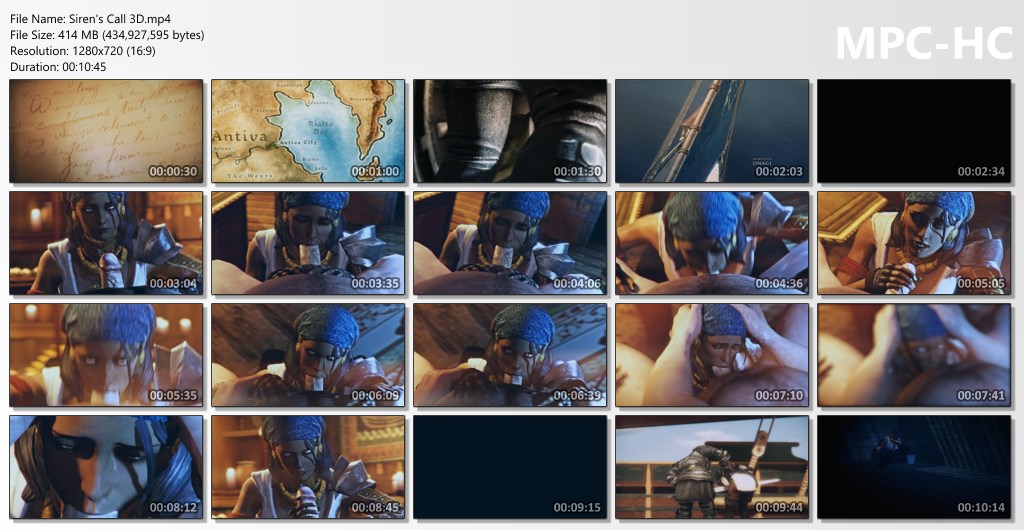 File Name: Siren's Call 3D.mp4
File Size: 414 MB (434,927,595 bytes)
Resolution: 1280x720 (16:9)
Duration: 00:10:45
MPC-HC
00:00:30
Antiva
Rialto
Bay
Antiva City
Rialto
The Weyrs
00:01:00
00:01:30
00:02:03
00:02:34
00:03:04
00:03:35
00:04:06
00:04:36
00:05:05
00:05:35
00:06:09
00:06:39
00:07:10
00:07:41
00:08:12
00:08:45
00:09:15
00:09:44
00:10:14